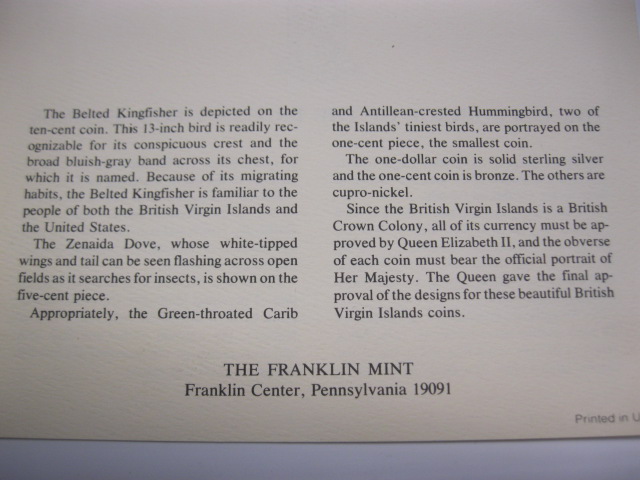 The Belted Kingfisher is depicted on the
ten-cent coin. This 13-inch bird is readily rec-
ognizable for its conspicuous crest and the
broad bluish-gray band across its chest, for
which it is named. Because of its migrating
habits, the Belted Kingfisher is familiar to the
people of both the British Virgin Islands and
the United States.
The Zenaida Dove, whose white-tipped
wings and tail can be seen flashing across open
fields as it searches for insects, is shown on the
five-cent piece.
Appropriately, the Green-throated Carib
and Antillean-crested Hummingbird, two of
the Islands' tiniest birds, are portrayed on the
one-cent piece, the smallest coin.
The one-dollar coin is solid sterling silver
and the one-cent coin is bronze. The others are
cupro-nickel.
Since the British Virgin Islands is a British
Crown Colony, all of its currency must be ap-
proved by Queen Elizabeth II, and the obverse
of each coin must bear the official portrait of
Her Majesty. The Queen gave the final ap-
proval of the designs for these beautiful British
Virgin Islands coins.
THE FRANKLIN MINT
Franklin Center, Pennsylvania 19091
Printed in U